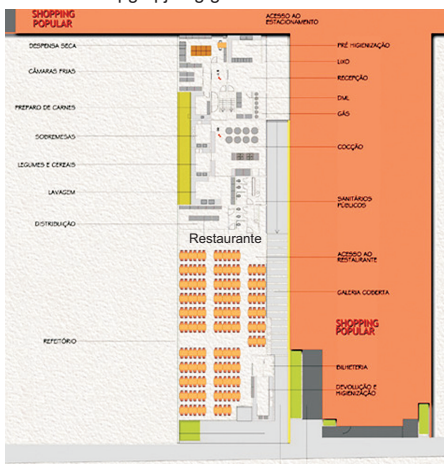 SHOPPING
POPULAR
ACESSO AO
ESTACIONAMENTO
DESPENSA SECA
CÂMARAS FRIAS
PREPARO DE CARNES
SOBREMESAS
LEGUMES E CEREAIS
LAVAGEM
DISTRIBUIÇÃO
REFEITÓRIO
Restaurante
PRÉ HIGIENIZAÇÃO
LIXO
RECEPÇÃO
DML
GÁS
COCÇÃO
SANITÁRIOS
PÚBLICOS
ACESSO AO
RESTAURANTE
GALERIA COBERTA
SHOPPING
POPULAR
BILHETERIA
DEVOLUÇÃO E
HIGIENIZAÇÃO